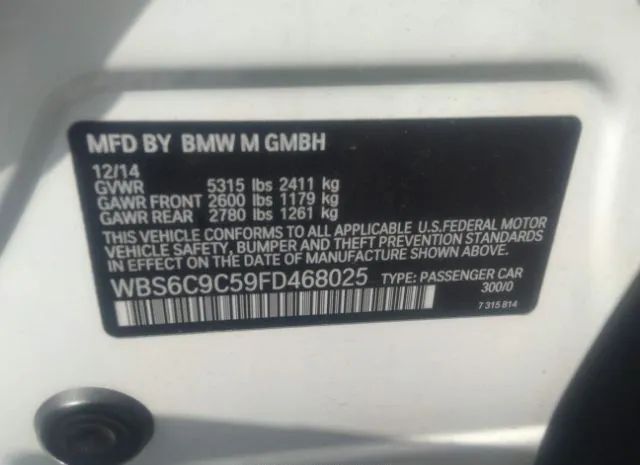 MFD BY BMW M GMBH
12/14
GVWR 5315 lbs 2411 kg
GAWR FRONT 2600 lbs 1179 kg
GAWR REAR 2780 lbs 1261 kg
THIS VEHICLE CONFORMS TO ALL APPLICABLE U.S.FEDERAL MOTOR
VEHICLE SAFETY, BUMPER AND THEFT PREVENTION STANDARDS
IN EFFECT ON THE DATE OF MANUFACTURE SHOWN ABOVE.
WBS6C9C59FD468025 TYPE: PASSENGER CAR
300/0
7 315 814